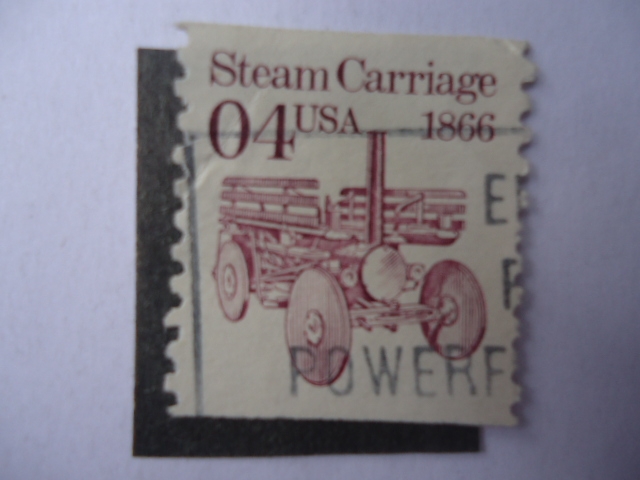 Steam Carriage
04 USA 1866
POWERF